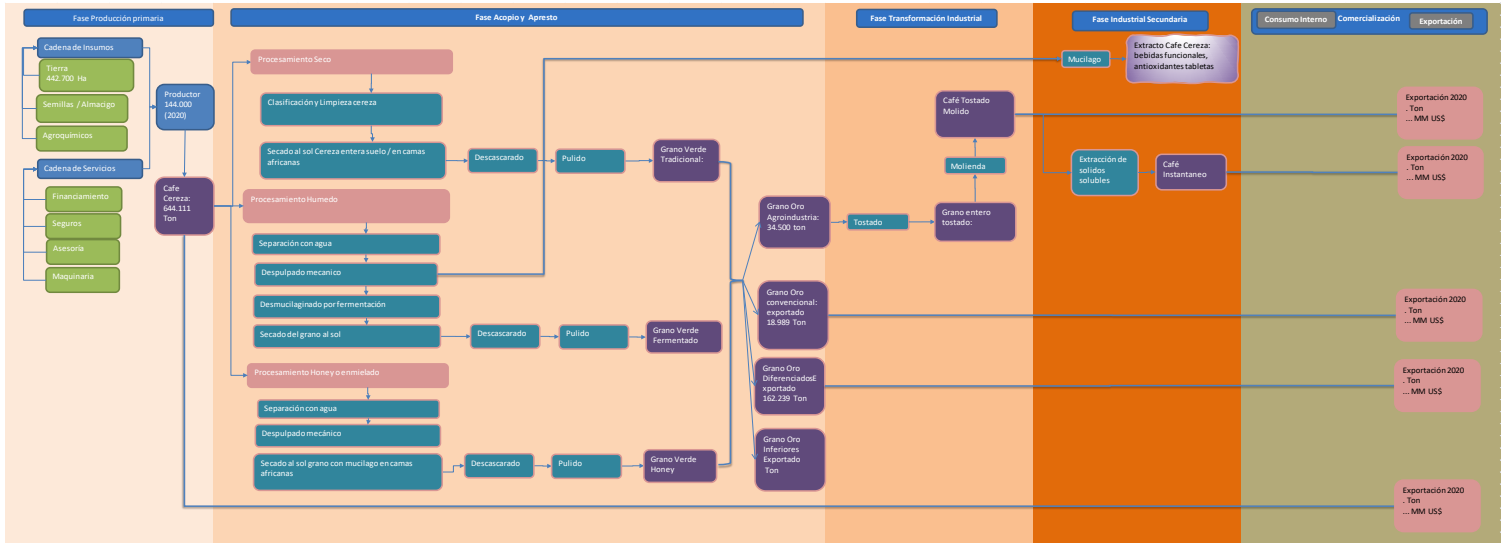 Fase Producción primaria
Fase Acopio y Apresto
Fase Transformación Industrial
Fase Industrial Secundaria
Consumo Interno
Comercialización
Exportación
Cadena de Insumos
Tierra
442.700 Ha
Semillas / Almacigo
Agroquímicos
Cadena de Servicios
Financiamiento
Seguros
Asesoría
Maquinaria
Productor
144.000
(2020)
Cafe
Cereza:
644.111
Ton
Procesamiento Seco
Clasificación y Limpieza cereza
Secado al sol Cereza entera suelo / en camas
africanas
Descascarado
Pulido
Grano Verde
Tradicional:
Procesamiento Humedo
Separación con agua
Despulpado mecanico
Desmucilaginado por fermentación
Secado del grano al sol
Descascarado
Pulido
Grano Verde
Fermentado
Procesamiento Honey o enmielado
Separación con agua
Despulpado mecánico
Secado al sol grano con mucilago en camas
africanas
Descascarado
Pulido
Grano Verde
Honey
Grano Oro
Agroindustria:
34.500 ton
Grano Oro
convencional:
exportado
18.989 Ton
Grano Oro
DiferenciadosE
xportado
162.239 Ton
Grano Oro
Inferiores
Exportado
Ton
Tostado
Grano entero
tostado:
Molienda
Café Tostado
Molido
Mucilago
Extracto Cafe Cereza:
bebidas funcionales,
antioxidantes tabletas
Extracción de
solidos
solubles
Café
Instantaneo
Exportación 2020
. Ton
... MM US$
Exportación 2020
. Ton
... MM US$
Exportación 2020
. Ton
... MM US$
Exportación 2020
. Ton
... MM US$
Exportación 2020
. Ton
... MM US$